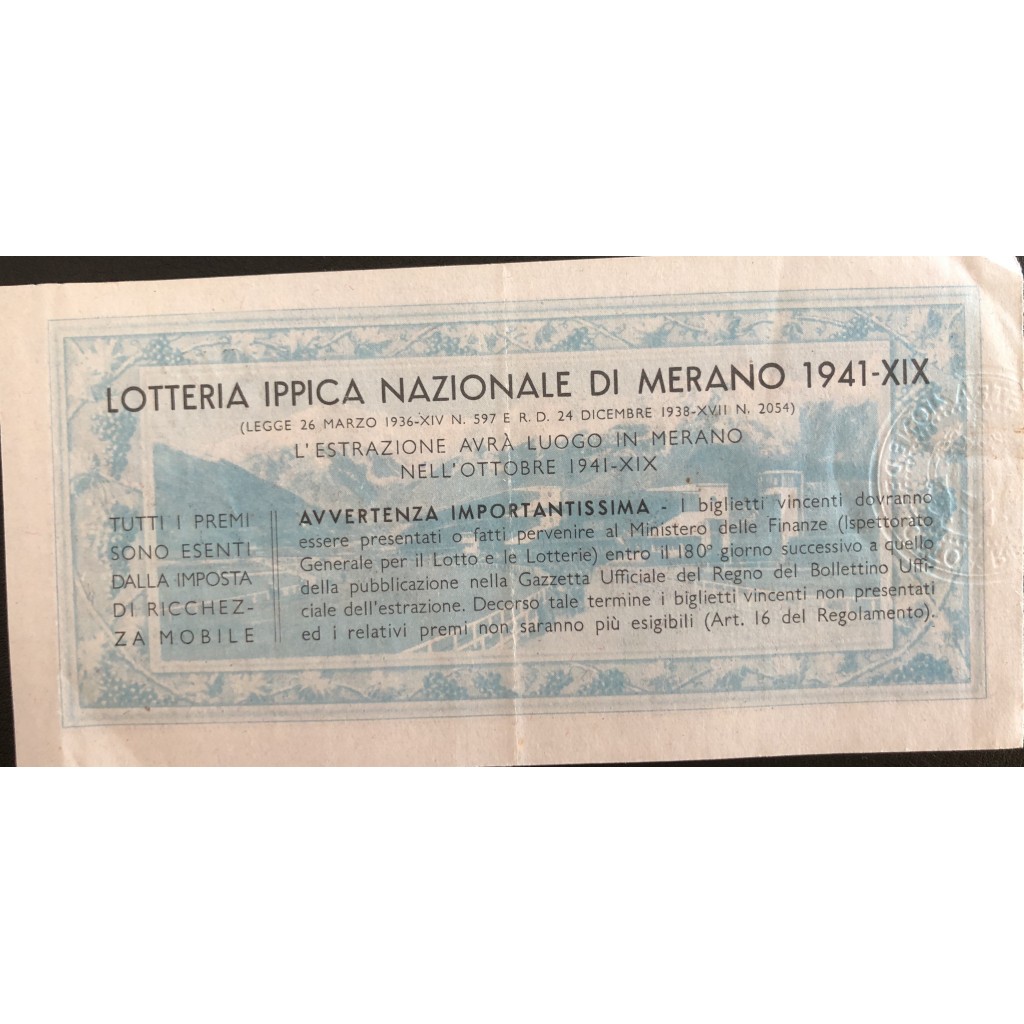 LOTTERIA IPPICA NAZIONALE DI MERANO 1941-XIX
(LEGGE 26 MARZO 1936-XIV N. 597 E R. D. 24 DICEMBRE 1938-XVII N. 2054)
L'ESTRAZIONE AVRÀ LUOGO IN MERANO
NELL'OTTOBRE 1941-XIX
TUTTI I PREMI
SONO ESENTI
DALLA IMPOSTA
DI RICCHEZ-
ZA MOBILE
AVVERTENZA IMPORTANTISSIMA - I biglietti vincenti dovranno
essere presentati o fatti pervenire al Ministero delle Finanze (Ispettorato
Generale per il Lotto e le Lotterie) entro il 180° giorno successivo a quello
della pubblicazione nella Gazzetta Ufficiale del Regno del Bollettino Uffi-
ciale dell'estrazione. Decorso tale termine i biglietti vincenti non presentati
ed i relativi premi non saranno più esigibili (Art. 16 del Regolamento).